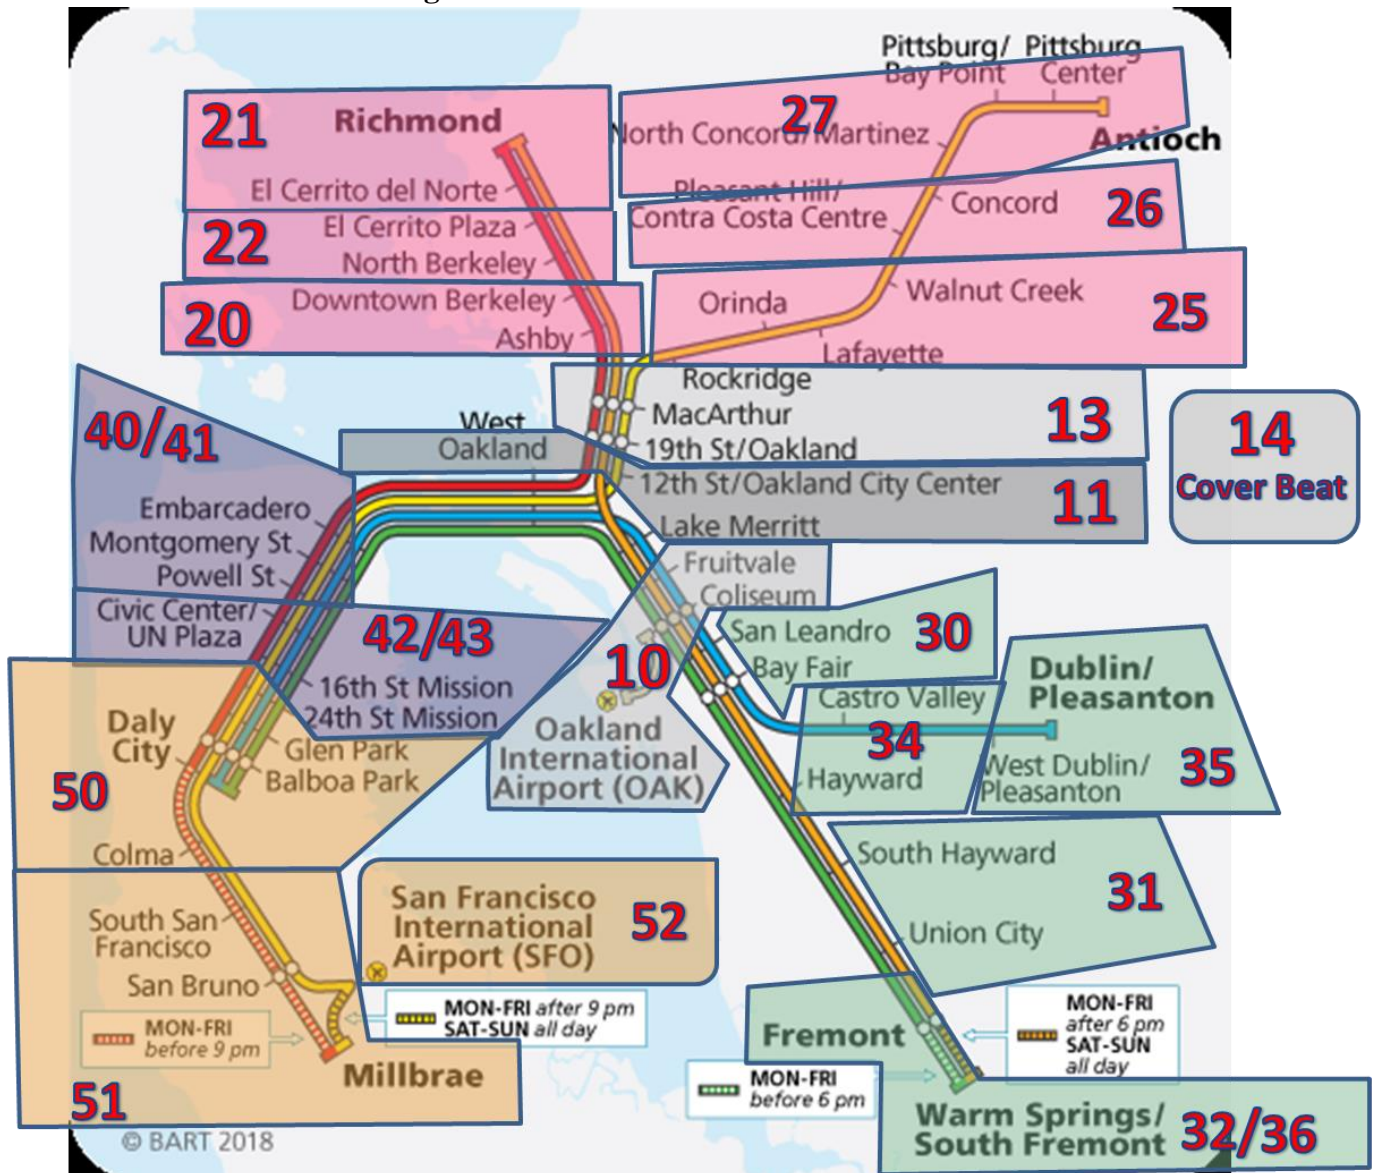 g
Pittsburg/ Pittsburg
Bay Point Center
21
Richmond
27
North Concord/Martinez
Antioch
El Cerrito del Norte
Pleasant Hill/
Contra Costa Centre
Concord
26
22
El Cerrito Plaza
North Berkeley
20
Downtown Berkeley
Ashby
Orinda
Walnut Creek
25
Lafayette
Rockridge
MacArthur
13
19th St/Oakland
14
Cover Beat
40/41
West
Oakland
12th St/Oakland City Center
11
Embarcadero
Montgomery St
Powell St
Lake Merritt
Fruitvale
Coliseum
Civic Center/
UN Plaza
42/43
San Leandro
30
Bay Fair
10
16th St Mission
24th St Mission
Castro Valley
Dublin/
Pleasanton
Daly
City
Glen Park
Balboa Park
Oakland
International
Airport (OAK)
34
Hayward
West Dublin/
Pleasanton
35
50
Colma
South Hayward
31
Union City
South San
Francisco
San Francisco
International
Airport (SFO)
52
San Bruno
MON-FRI
before 9 pm
MON-FRI after 9 pm
SAT-SUN all day
Millbrae
51
Fremont
MON-FRI
after 6 pm
SAT-SUN
all day
MON-FRI
before 6 pm
Warm Springs/
South Fremont
32/36
© BART 2018